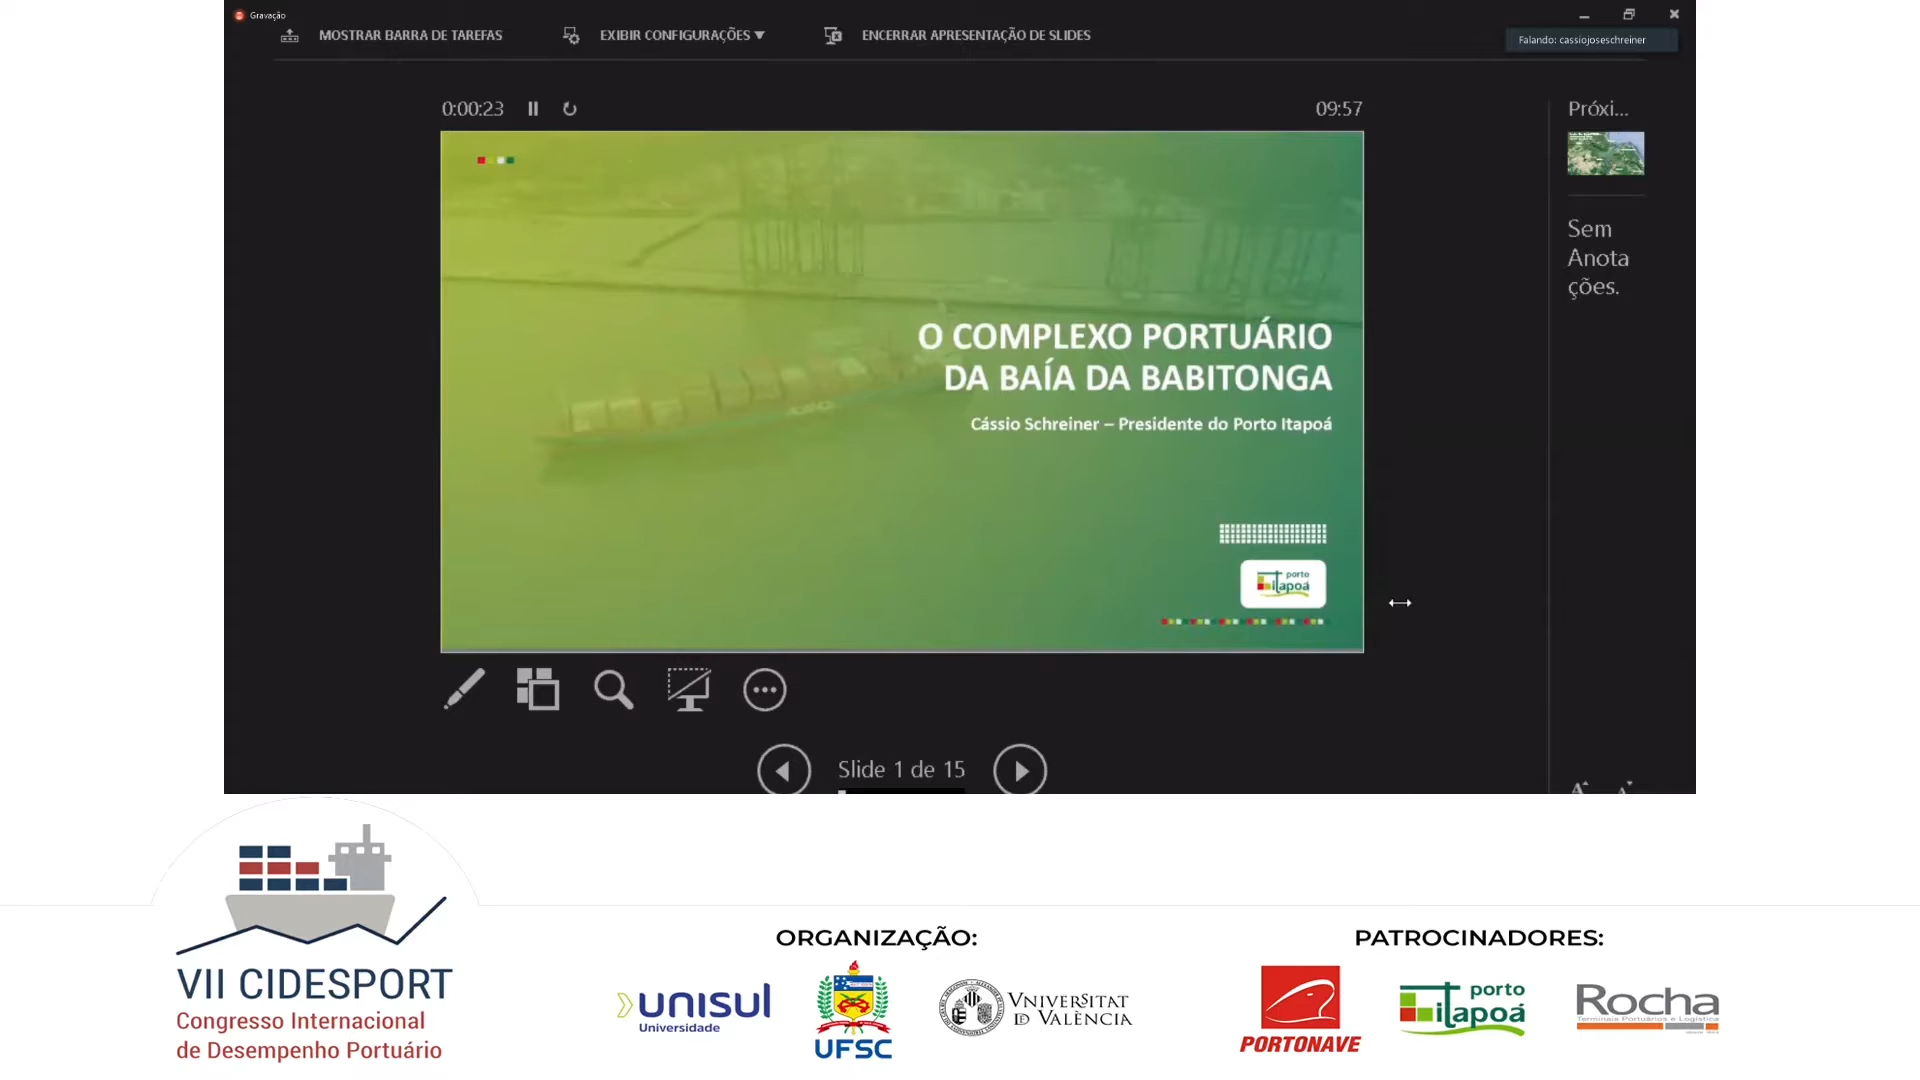 Gravação
MOSTRAR BARRA DE TAREFAS
EXIBIR CONFIGURAÇÕES
ENCERRAR APRESENTAÇÃO DE SLIDES
Falando: cassiojoseschreiner
0:00:23
09:57
Próxi...
O COMPLEXO PORTUÁRIO
DA BAÍA DA BABITONGA
Cássio Schreiner – Presidente do Porto Itapoá
porto
itapoá
Sem
Anota
ções.
Slide 1 de 15
VII CIDESPORT
Congresso Internacional
de Desempenho Portuário
ORGANIZAÇÃO:
unisul
Universidade
UFSC
VNIVERSITAT
DE VALÈNCIA
PATROCINADORES:
PORTONAVE
porto
itapoá
Rocha
Terminais Portuários e Logística